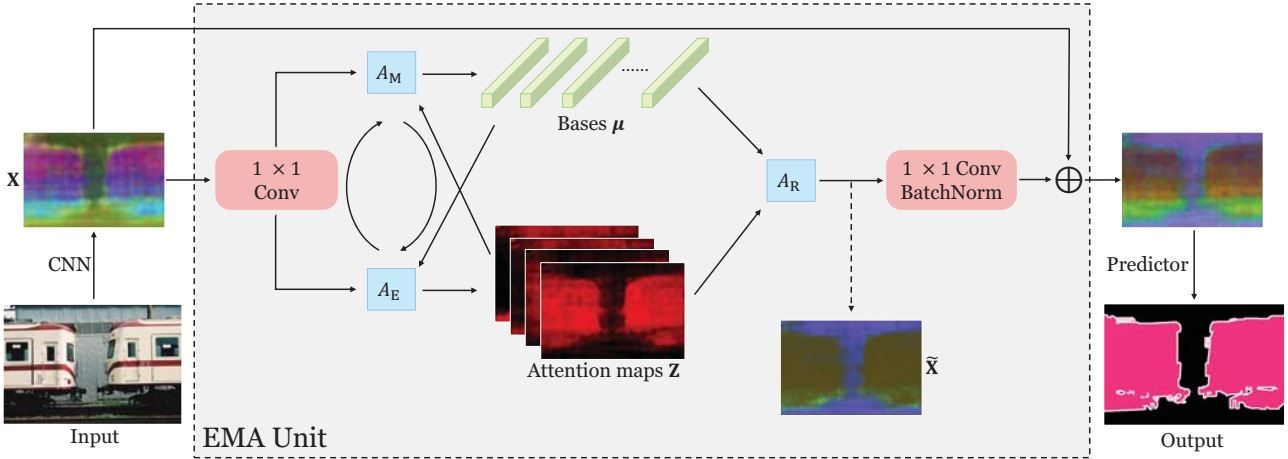 A_M
......
Bases μ
X
1 × 1
Conv
A_R
1 × 1 Conv
BatchNorm
CNN
A_E
Predictor
X̃
Attention maps Z
Input
EMA Unit
Output